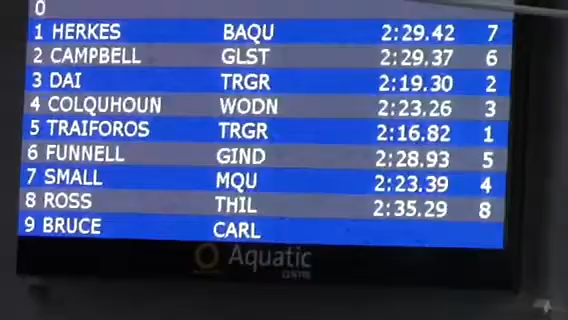 0
1 HERKES BAQU 2:29.42 7
2 CAMPBELL GLST 2:29.37 6
3 DAI TRGR 2:19.30 2
4 COLQUHOUN WODN 2:23.26 3
5 TRAIFOROS TRGR 2:16.82 1
6 FUNNELL GIND 2:28.93 5
7 SMALL MQU 2:23.39 4
8 ROSS THIL 2:35.29 8
9 BRUCE CARL
Aquatic
CENTRE